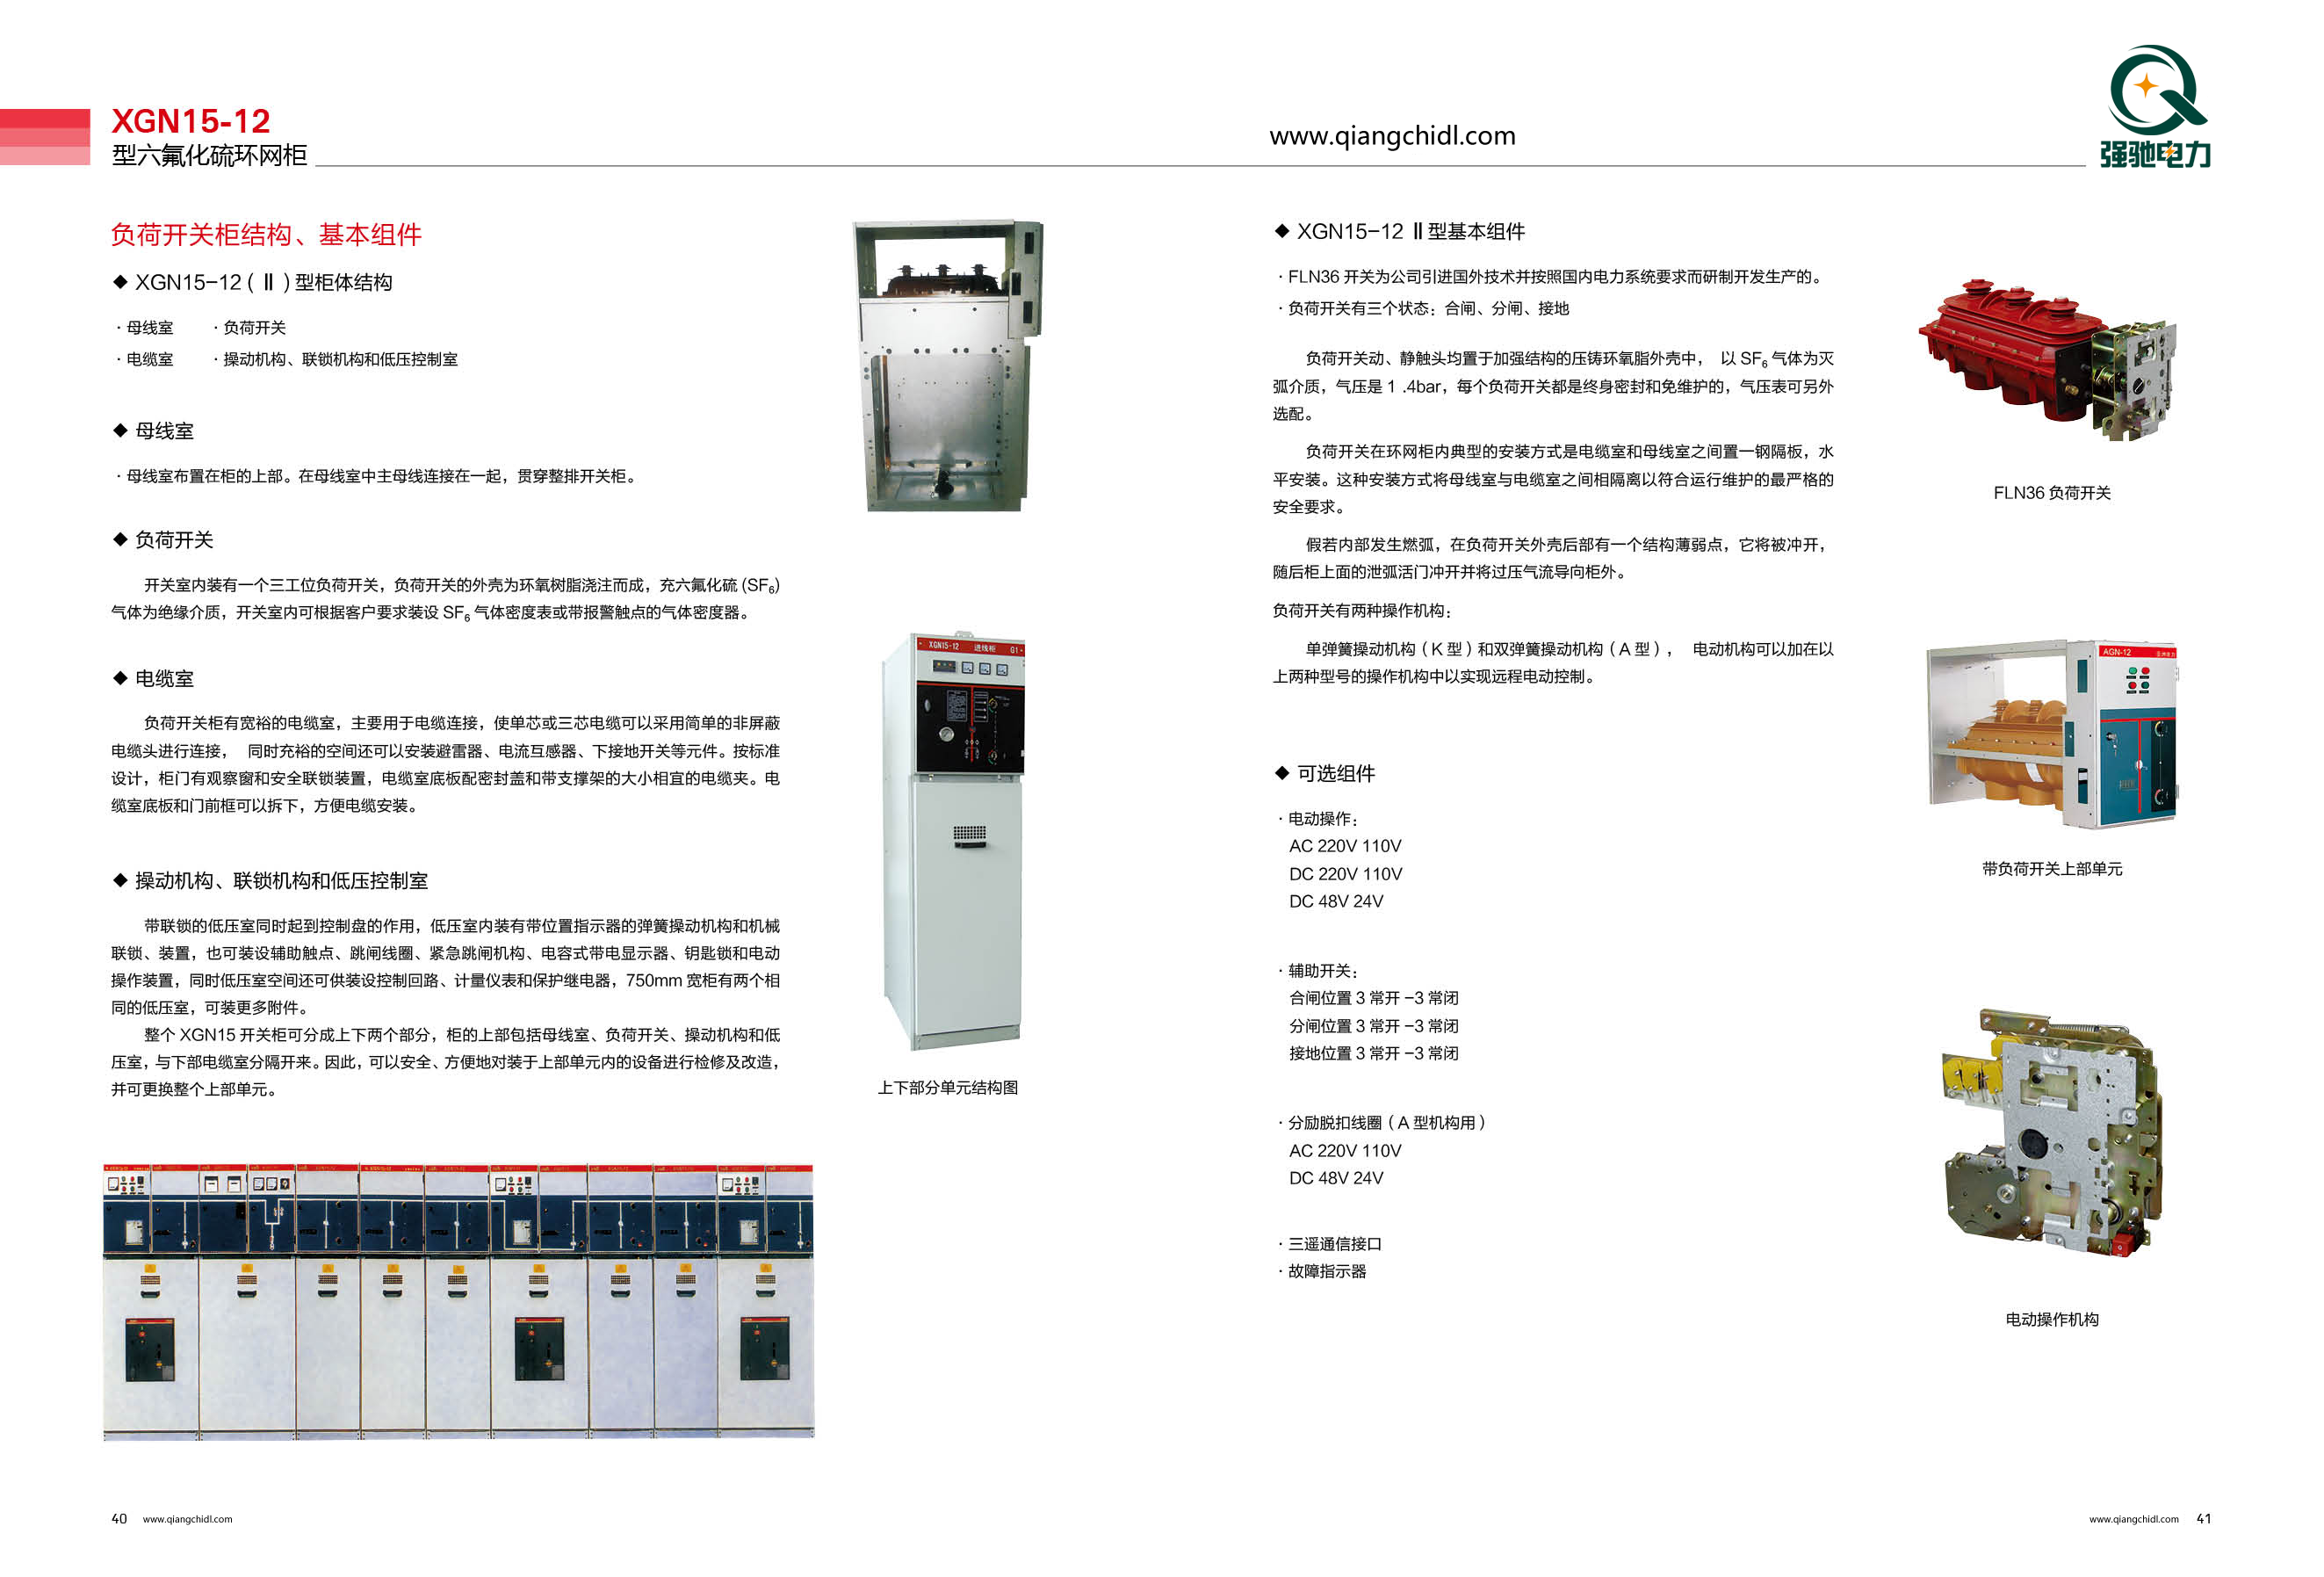 XGN15-12
型六氟化硫环网柜
www.qiangchidl.com
强驰电力
负荷开关柜结构、基本组件
◆ XGN15-12 ( Ⅱ ) 型柜体结构
· 母线室 · 负荷开关
· 电缆室 · 操动机构、联锁机构和低压控制室
◆ 母线室
· 母线室布置在柜的上部。在母线室中主母线连接在一起，贯穿整排开关柜。
◆ 负荷开关
开关室内装有一个三工位负荷开关，负荷开关的外壳为环氧树脂浇注而成，充六氟化硫 (SF₆)
气体为绝缘介质，开关室内可根据客户要求装设 SF₆ 气体密度表或带报警触点的气体密度器。
◆ 电缆室
负荷开关柜有宽裕的电缆室，主要用于电缆连接，使单芯或三芯电缆可以采用简单的非屏蔽
电缆头进行连接， 同时充裕的空间还可以安装避雷器、电流互感器、下接地开关等元件。按标准
设计，柜门有观察窗和安全联锁装置，电缆室底板配密封盖和带支撑架的大小相宜的电缆夹。电
缆室底板和门前框可以拆下，方便电缆安装。
◆ 操动机构、联锁机构和低压控制室
带联锁的低压室同时起到控制盘的作用，低压室内装有带位置指示器的弹簧操动机构和机械
联锁、装置，也可装设辅助触点、跳闸线圈、紧急跳闸机构、电容式带电显示器、钥匙锁和电动
操作装置，同时低压室空间还可供装设控制回路、计量仪表和保护继电器，750mm 宽柜有两个相
同的低压室，可装更多附件。
整个 XGN15 开关柜可分成上下两个部分，柜的上部包括母线室、负荷开关、操动机构和低
压室，与下部电缆室分隔开来。因此，可以安全、方便地对装于上部单元内的设备进行检修及改造，
并可更换整个上部单元。
XGN15-12 进线柜 G1
上下部分单元结构图
◆ XGN15-12 Ⅱ型基本组件
· FLN36 开关为公司引进国外技术并按照国内电力系统要求而研制开发生产的。
· 负荷开关有三个状态：合闸、分闸、接地
负荷开关动、静触头均置于加强结构的压铸环氧脂外壳中， 以 SF₆ 气体为灭
弧介质，气压是 1 .4bar，每个负荷开关都是终身密封和免维护的，气压表可另外
选配。
负荷开关在环网柜内典型的安装方式是电缆室和母线室之间置一钢隔板，水
平安装。这种安装方式将母线室与电缆室之间相隔离以符合运行维护的最严格的
安全要求。
假若内部发生燃弧，在负荷开关外壳后部有一个结构薄弱点，它将被冲开，
随后柜上面的泄弧活门冲开并将过压气流导向柜外。
负荷开关有两种操作机构：
单弹簧操动机构（ K 型 ）和双弹簧操动机构（ A 型 ）， 电动机构可以加在以
上两种型号的操作机构中以实现远程电动控制。
◆ 可选组件
· 电动操作：
AC 220V 110V
DC 220V 110V
DC 48V 24V
· 辅助开关：
合闸位置 3 常开 -3 常闭
分闸位置 3 常开 -3 常闭
接地位置 3 常开 -3 常闭
· 分励脱扣线圈（ A 型机构用 ）
AC 220V 110V
DC 48V 24V
· 三遥通信接口
· 故障指示器
FLN36 负荷开关
AGN-12
带负荷开关上部单元
电动操作机构
40 www.qiangchidl.com
www.qiangchidl.com 41